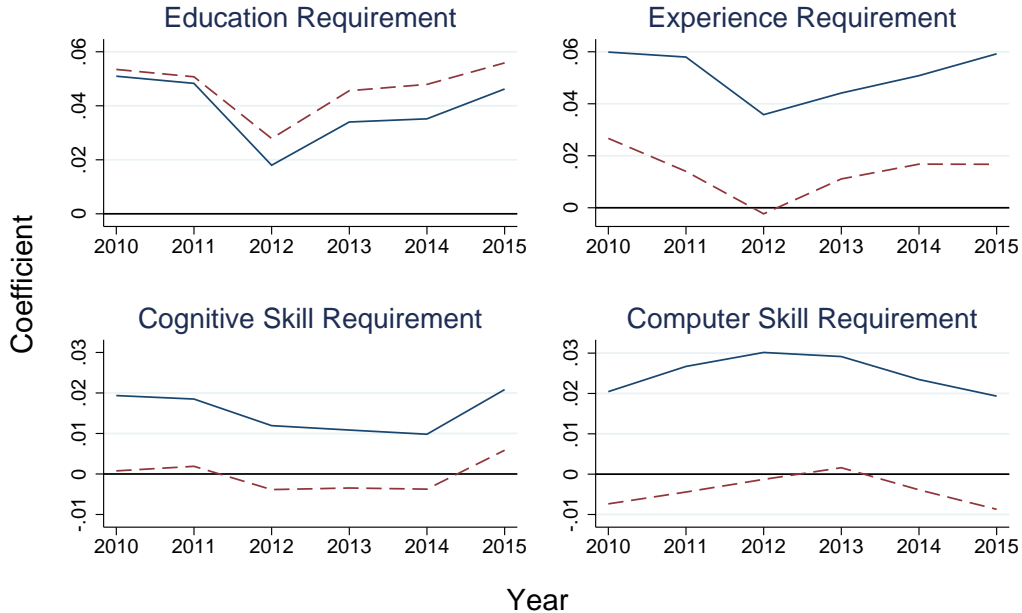 Education Requirement
.06
.04
.02
0
2010 2011 2012 2013 2014 2015
Experience Requirement
.06
.04
.02
0
2010 2011 2012 2013 2014 2015
Cognitive Skill Requirement
.03
.02
.01
0
-.01
2010 2011 2012 2013 2014 2015
Computer Skill Requirement
.03
.02
.01
0
-.01
2010 2011 2012 2013 2014 2015
Coefficient
Year